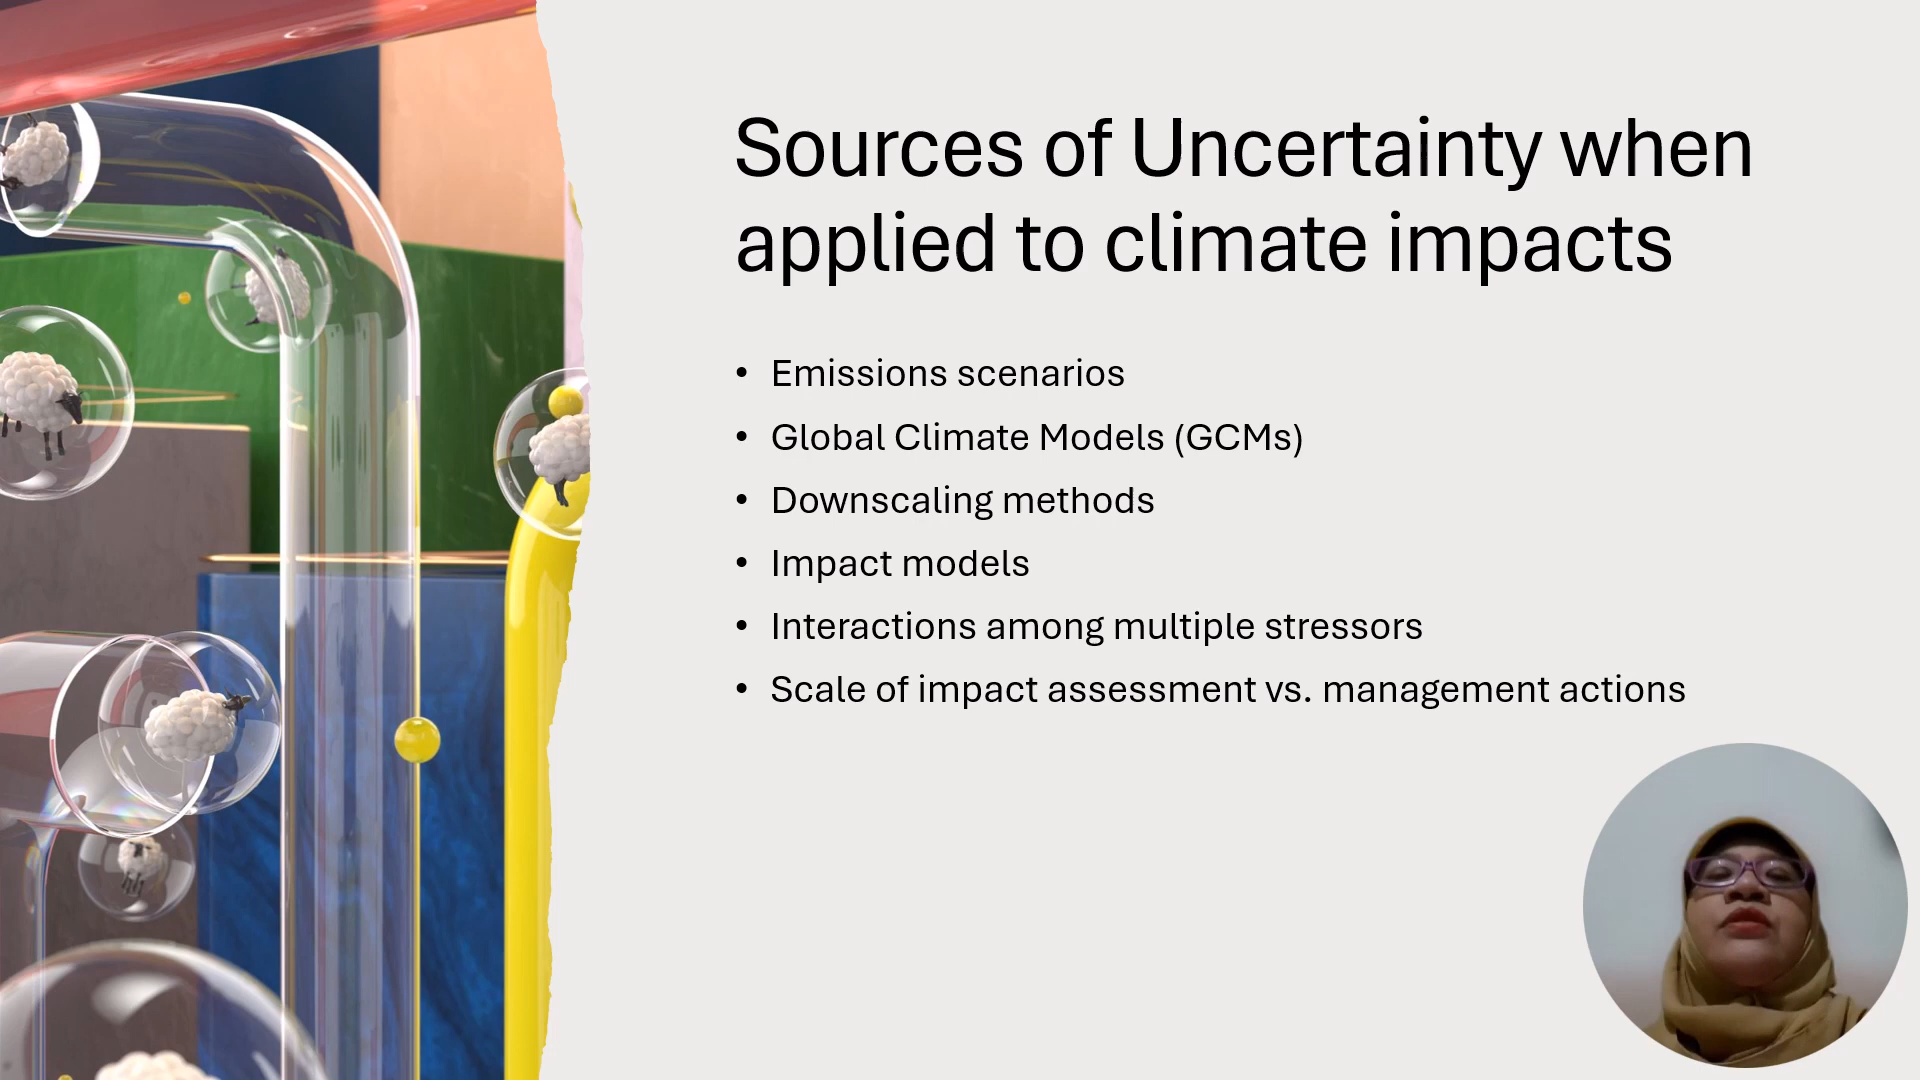 Sources of Uncertainty when
applied to climate impacts
• Emissions scenarios
• Global Climate Models (GCMs)
• Downscaling methods
• Impact models
• Interactions among multiple stressors
• Scale of impact assessment vs. management actions